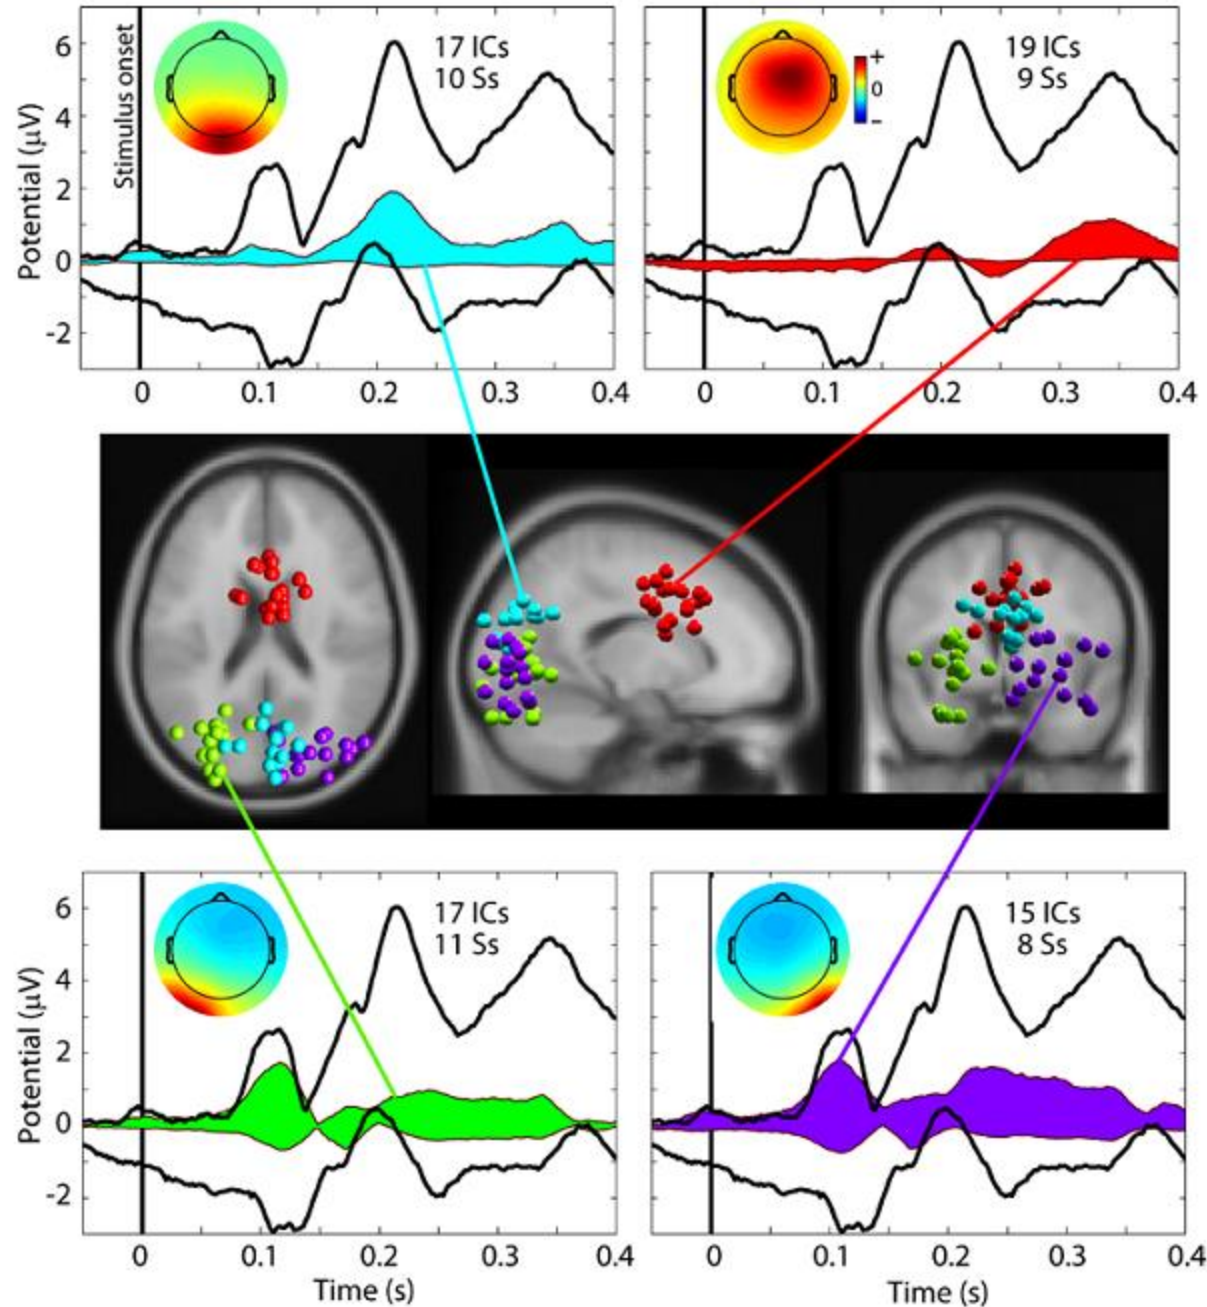 Potential (μV)
6
4
2
0
-2
Stimulus onset
17 ICs
10 Ss
0
0.1
0.2
0.3
0.4
19 ICs
9 Ss
+
0
−
0
0.1
0.2
0.3
0.4
Potential (μV)
6
4
2
0
-2
17 ICs
11 Ss
0
0.1
0.2
0.3
0.4
Time (s)
15 ICs
8 Ss
0
0.1
0.2
0.3
0.4
Time (s)